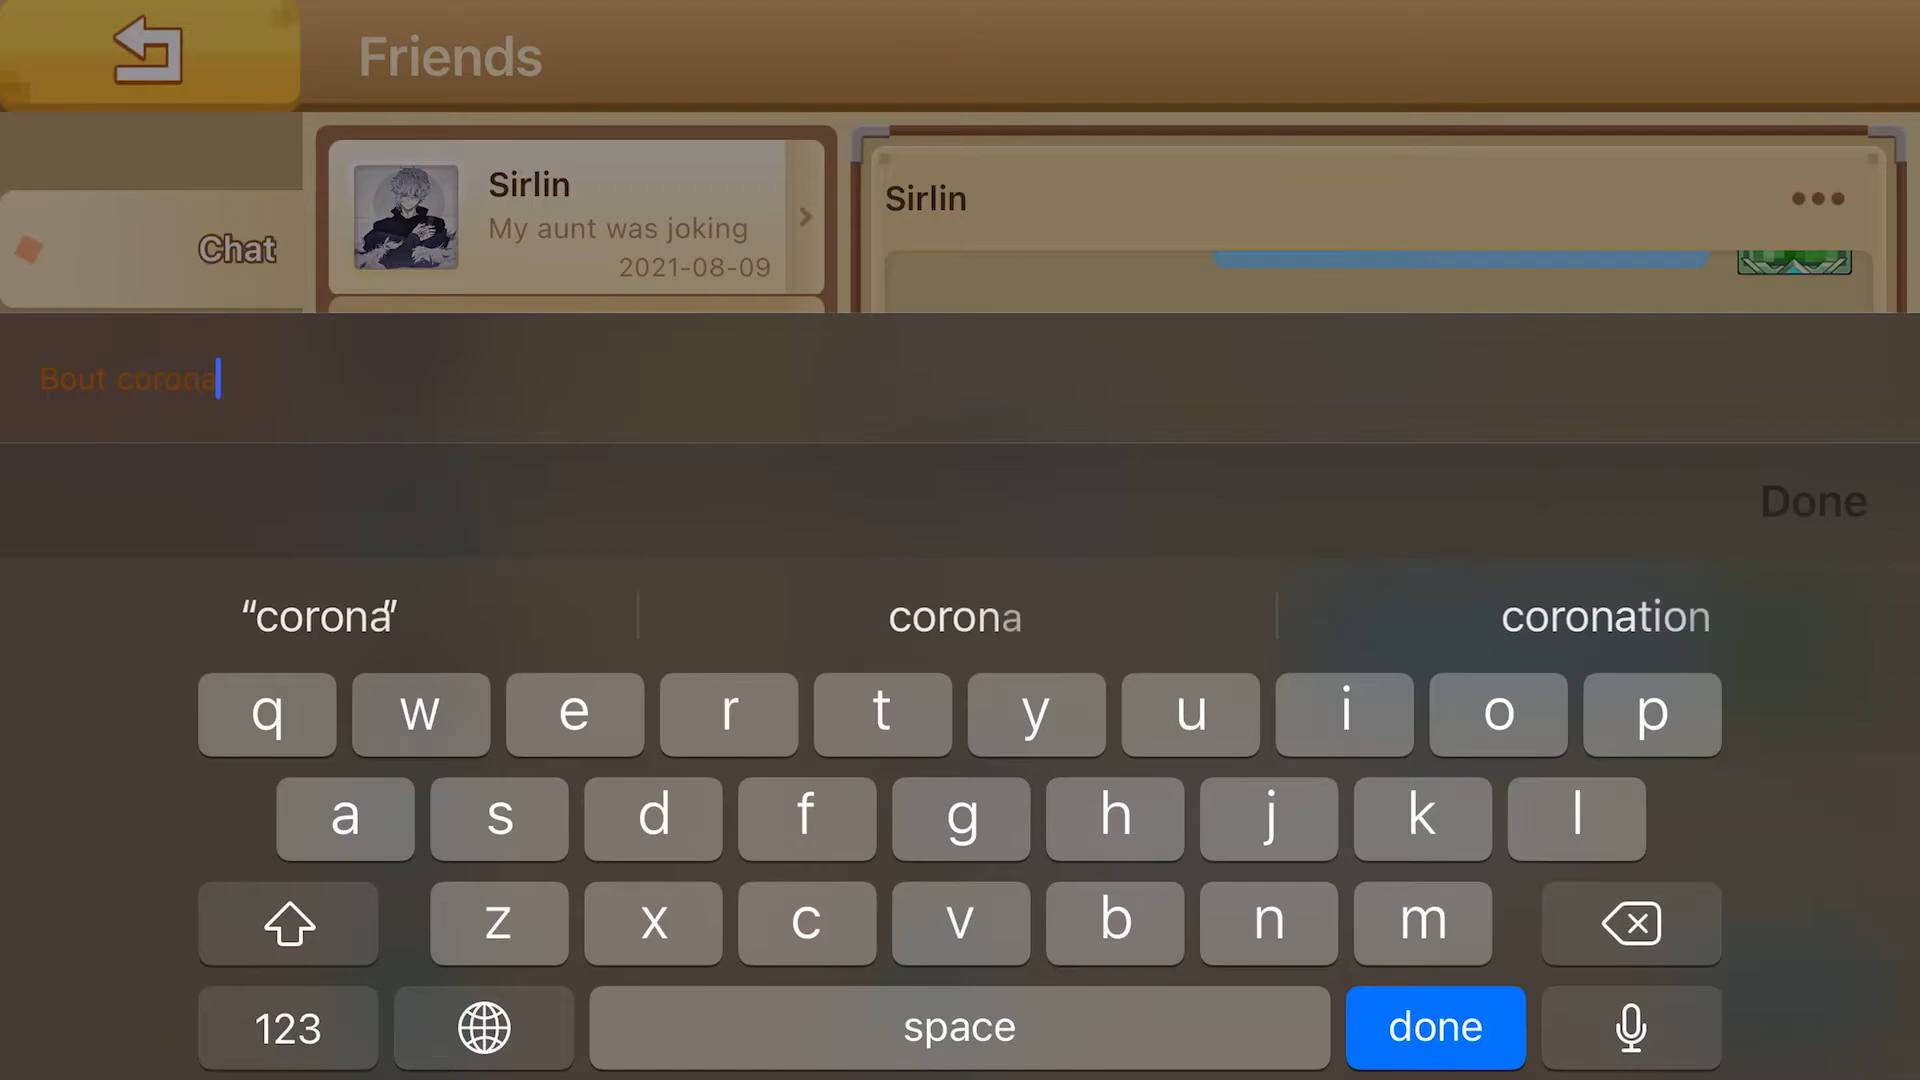 Friends
Chat
Sirlin
My aunt was joking
2021-08-09
Sirlin
Bout corona
Done
“corona” corona coronation
q w e r t y u i o p
a s d f g h j k l
z x c v b n m
123 space done